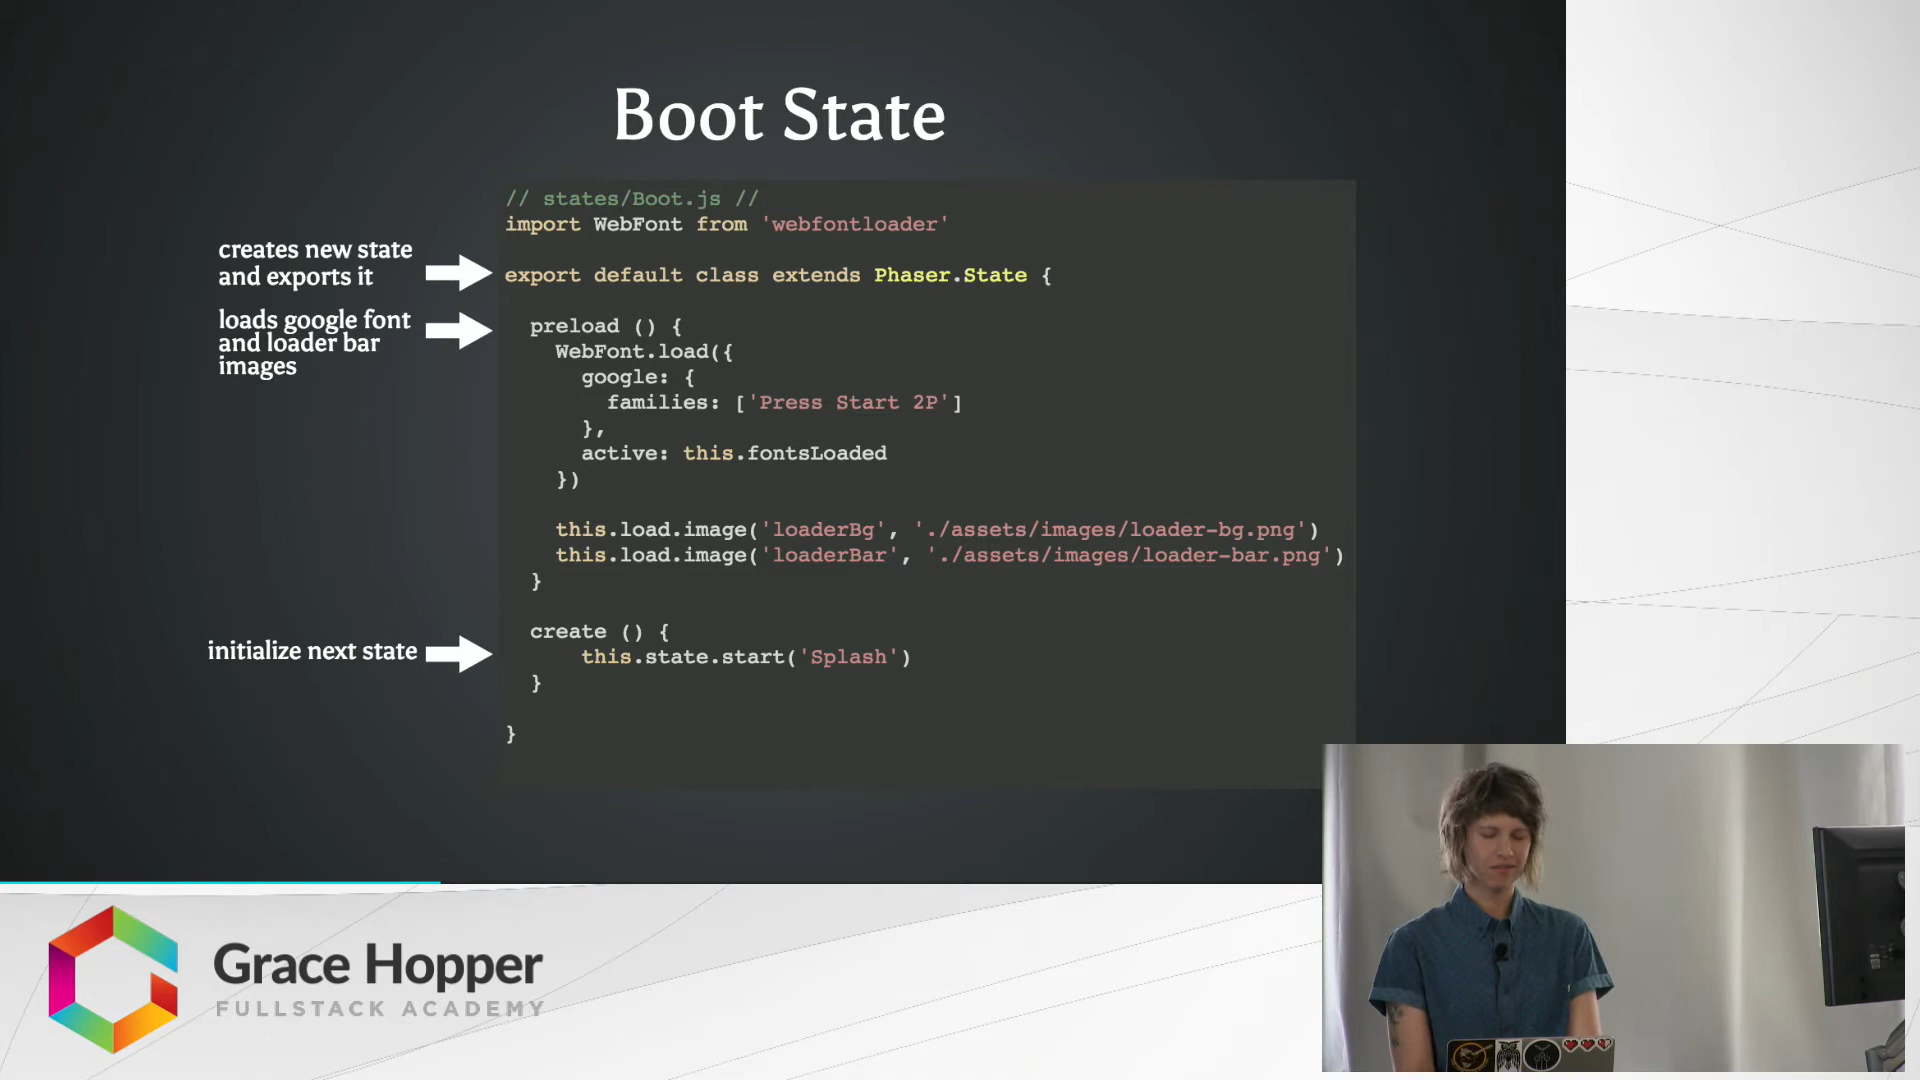 Boot State
// states/Boot.js //
import WebFont from 'webfontloader'
creates new state
and exports it
export default class extends Phaser.State {
loads google font
and loader bar
images
preload () {
WebFont.load({
google: {
families: ['Press Start 2P']
},
active: this.fontsLoaded
})
this.load.image('loaderBg', './assets/images/loader-bg.png')
this.load.image('loaderBar', './assets/images/loader-bar.png')
}
initialize next state
create () {
this.state.start('Splash')
}
}
Grace Hopper
FULLSTACK ACADEMY